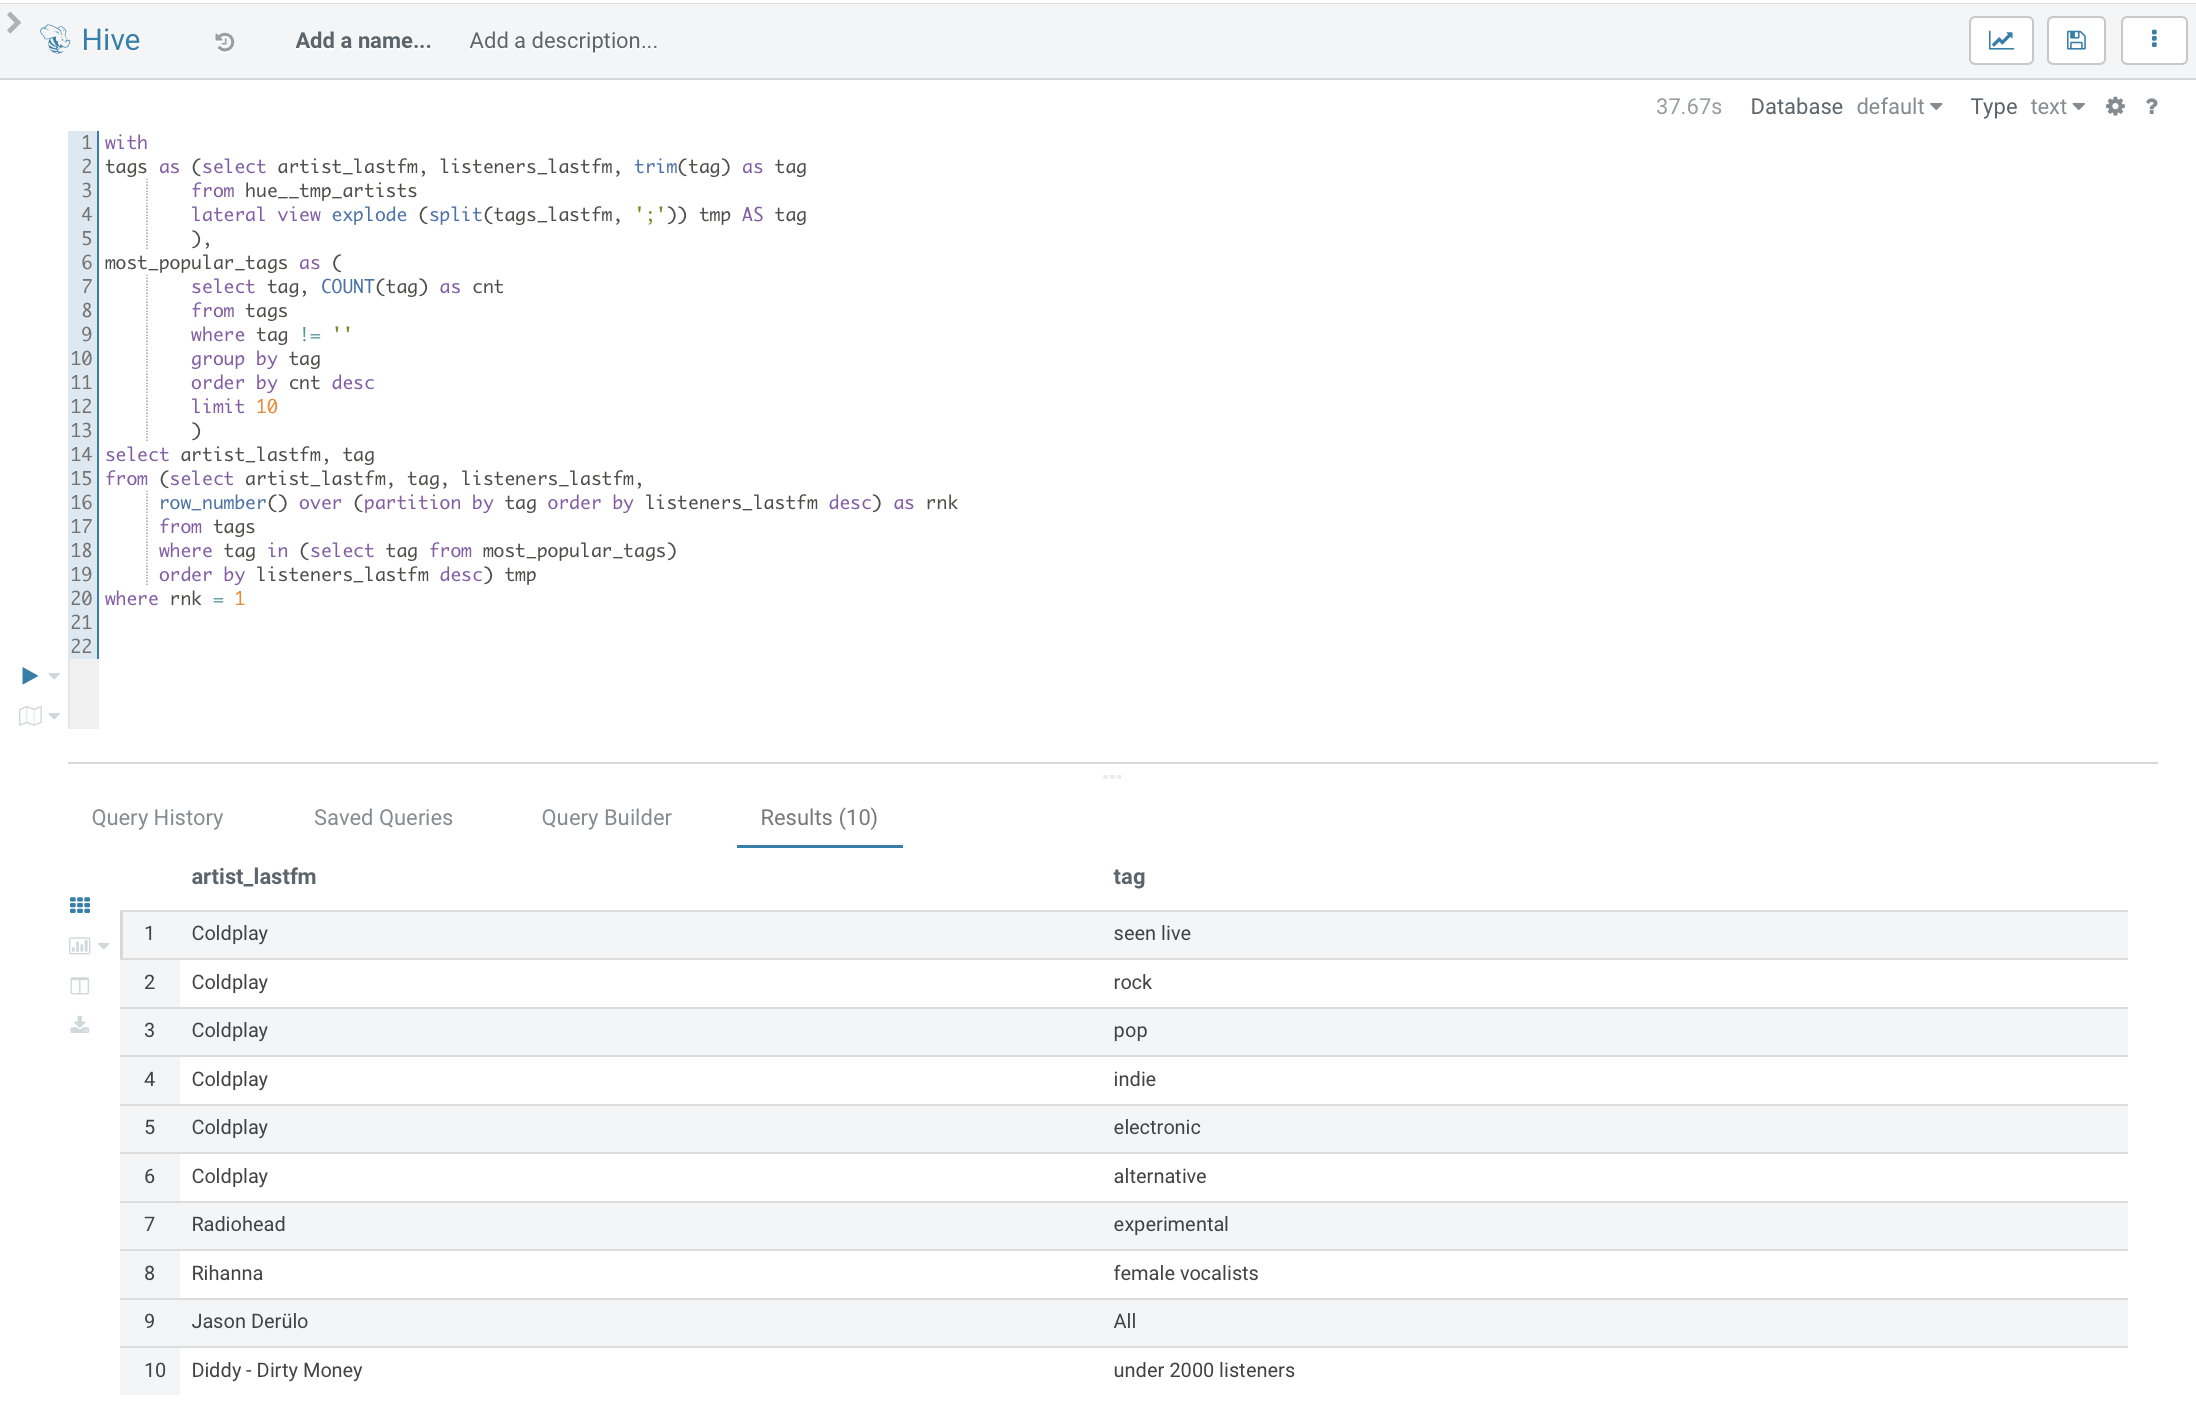 Hive Add a name... Add a description...
37.67s Database default Type text ?
1 with
2 tags as (select artist_lastfm, listeners_lastfm, trim(tag) as tag
3 from hue__tmp_artists
4 lateral view explode (split(tags_lastfm, ';')) tmp AS tag
5 ),
6 most_popular_tags as (
7 select tag, COUNT(tag) as cnt
8 from tags
9 where tag != ''
10 group by tag
11 order by cnt desc
12 limit 10
13 )
14 select artist_lastfm, tag
15 from (select artist_lastfm, tag, listeners_lastfm,
16 row_number() over (partition by tag order by listeners_lastfm desc) as rnk
17 from tags
18 where tag in (select tag from most_popular_tags)
19 order by listeners_lastfm desc) tmp
20 where rnk = 1
21
22
Query History Saved Queries Query Builder Results (10)
artist_lastfm tag
1 Coldplay seen live
2 Coldplay rock
3 Coldplay pop
4 Coldplay indie
5 Coldplay electronic
6 Coldplay alternative
7 Radiohead experimental
8 Rihanna female vocalists
9 Jason Derülo All
10 Diddy - Dirty Money under 2000 listeners